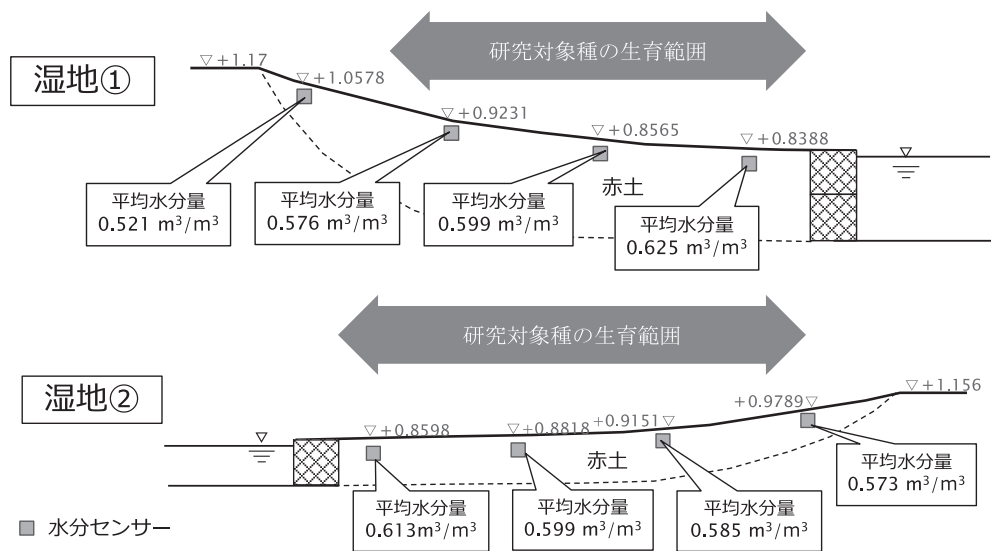 研究対象種の生育範囲
湿地①
▽+1.17
▽+1.0578
▽+0.9231
▽+0.8565
▽+0.8388
赤土
平均水分量
0.521 m³/m³
平均水分量
0.576 m³/m³
平均水分量
0.599 m³/m³
平均水分量
0.625 m³/m³
研究対象種の生育範囲
湿地②
▽+0.8598
▽+0.8818
+0.9151▽
+0.9789▽
▽+1.156
赤土
平均水分量
0.613m³/m³
平均水分量
0.599 m³/m³
平均水分量
0.585 m³/m³
平均水分量
0.573 m³/m³
水分センサー